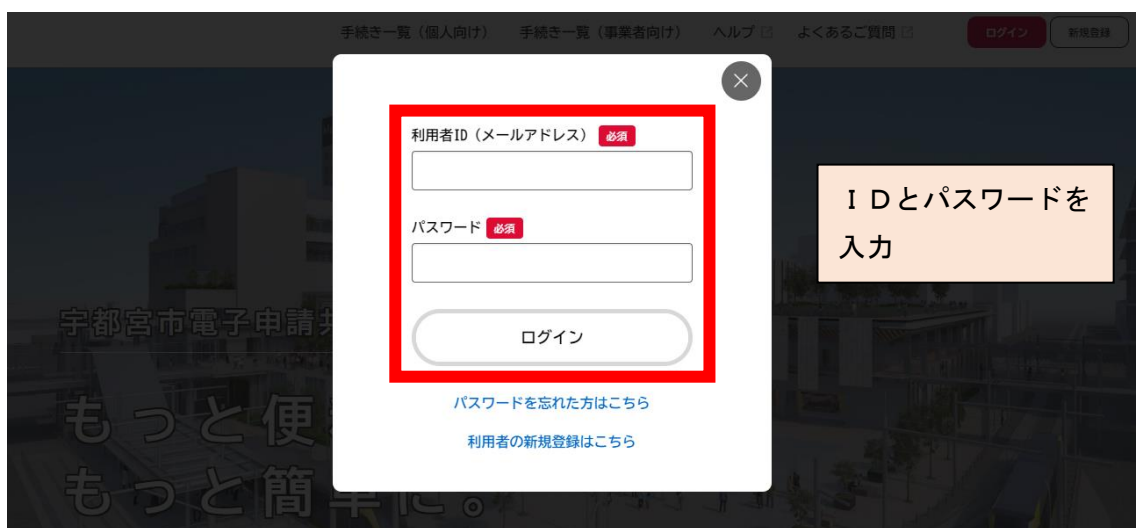 手続き一覧（個人向け） 手続き一覧（事業者向け） ヘルプ よくあるご質問 ログイン 新規登録
利用者ID（メールアドレス） 必須
パスワード 必須
ログイン
パスワードを忘れた方はこちら
利用者の新規登録はこちら
ＩＤとパスワードを
入力
宇都宮市電子申請共
もっと便
もっと簡単に。